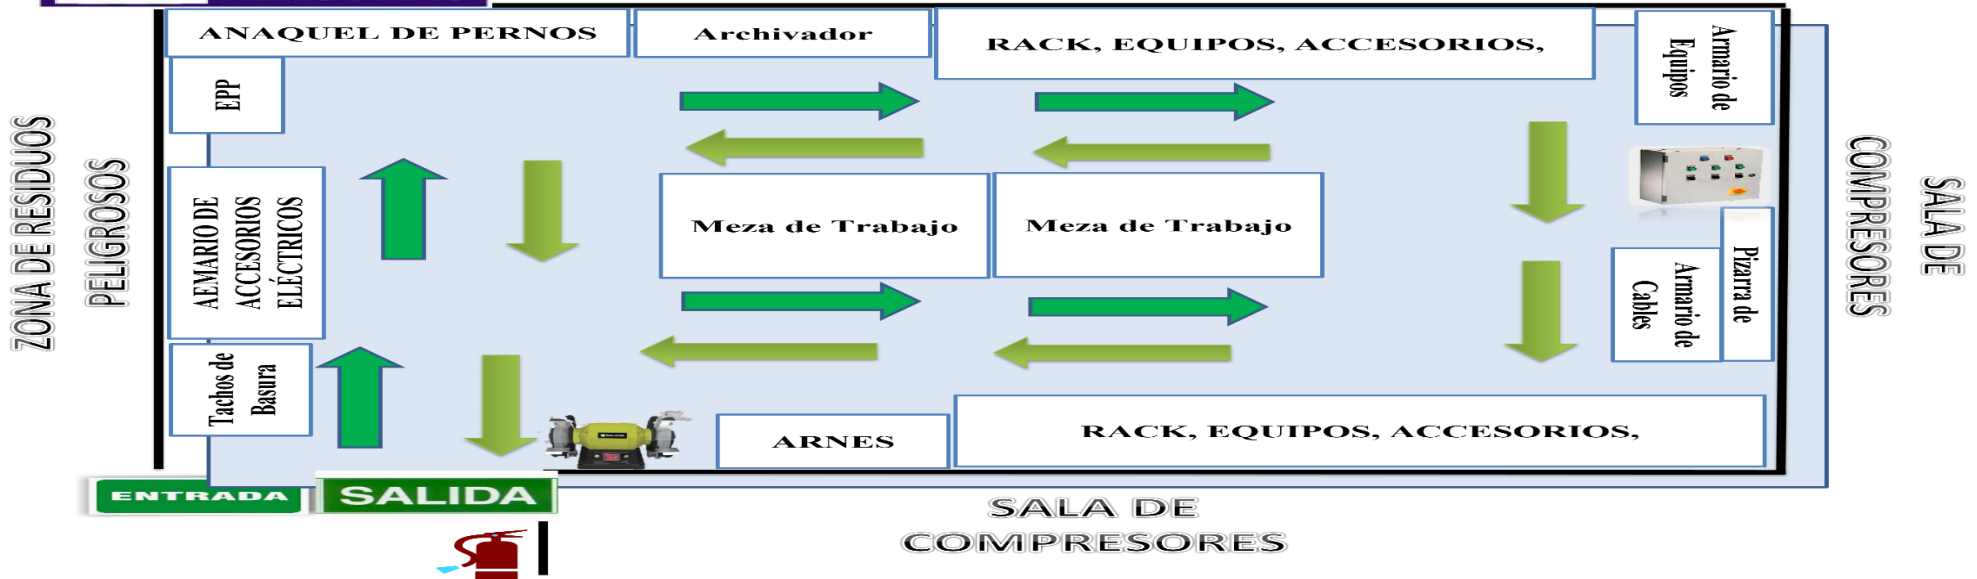 ANAQUEL DE PERNOS
Archivador
RACK, EQUIPOS, ACCESORIOS,
Armario de
Equipos
EPP
ZONA DE RESIDUOS
PELIGROSOS
AEMARIO DE
ACCESORIOS
ELÉCTRICOS
Meza de Trabajo
Meza de Trabajo
Pizarra de
Armario de
Cables
SALA DE
COMPRESORES
Tachos de
Basura
ARNES
RACK, EQUIPOS, ACCESORIOS,
ENTRADA
SALIDA
SALA DE
COMPRESORES